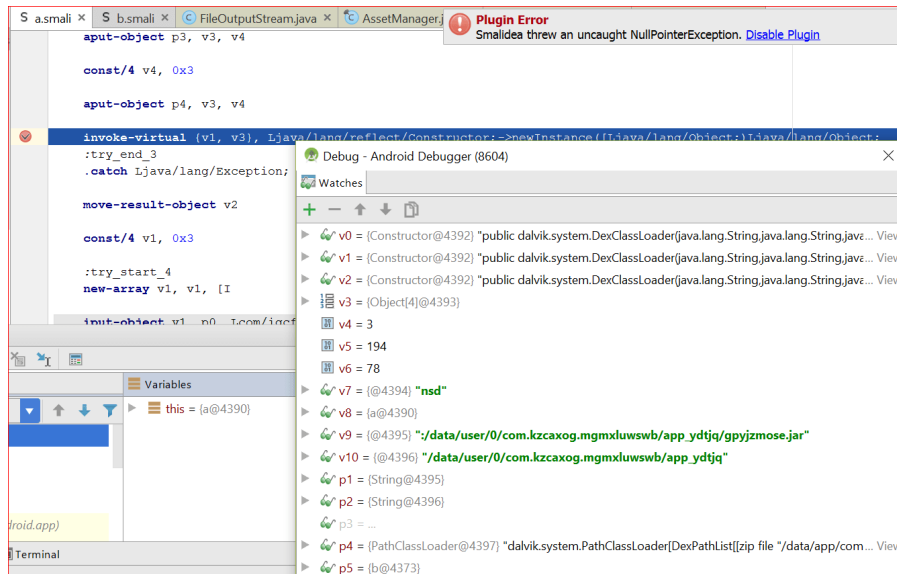 a.smali × b.smali × FileOutputStream.java × AssetManager.j
Plugin Error
Smalidea threw an uncaught NullPointerException. Disable Plugin
aput-object p3, v3, v4
const/4 v4, 0x3
aput-object p4, v3, v4
invoke-virtual {v1, v3}, Ljava/lang/reflect/Constructor;->newInstance([Ljava/lang/Object;)Ljava/lang/Object;
:try_end_3
.catch Ljava/lang/Exception;
move-result-object v2
const/4 v1, 0x3
:try_start_4
new-array v1, v1, [I
iput-object v1, p0, Lcom/igcf
Debug - Android Debugger (8604)
Watches
v0 = {Constructor@4392} "public dalvik.system.DexClassLoader(java.lang.String,java.lang.String,java... View
v1 = {Constructor@4392} "public dalvik.system.DexClassLoader(java.lang.String,java.lang.String,java... View
v2 = {Constructor@4392} "public dalvik.system.DexClassLoader(java.lang.String,java.lang.String,java... View
v3 = {Object[4]@4393}
v4 = 3
v5 = 194
v6 = 78
v7 = {@4394} "nsd"
v8 = {a@4390}
v9 = {@4395} ":/data/user/0/com.kzcaxog.mgmxluwswb/app_ydtjq/gpyjzmose.jar"
v10 = {@4396} "/data/user/0/com.kzcaxog.mgmxluwswb/app_ydtjq"
p1 = {String@4395}
p2 = {String@4396}
p3 = ...
p4 = {PathClassLoader@4397} "dalvik.system.PathClassLoader[DexPathList[[zip file "/data/app/com... View
p5 = {b@4373}
Variables
this = {a@4390}
droid.app)
Terminal